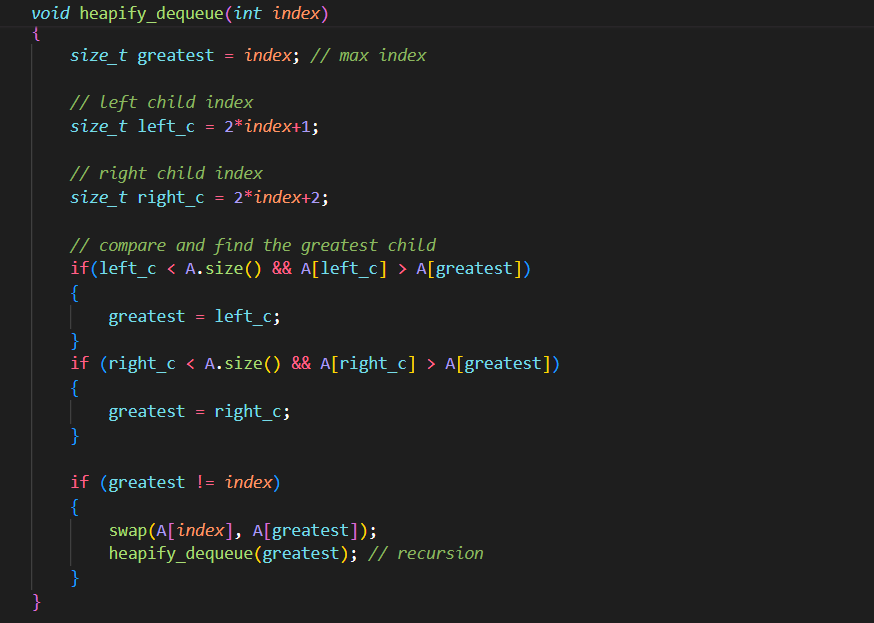 void heapify_dequeue(int index)
{
    size_t greatest = index; // max index

    // left child index
    size_t left_c = 2*index+1;

    // right child index
    size_t right_c = 2*index+2;

    // compare and find the greatest child
    if(left_c < A.size() && A[left_c] > A[greatest])
    {
        greatest = left_c;
    }
    if (right_c < A.size() && A[right_c] > A[greatest])
    {
        greatest = right_c;
    }

    if (greatest != index)
    {
        swap(A[index], A[greatest]);
        heapify_dequeue(greatest); // recursion
    }
}